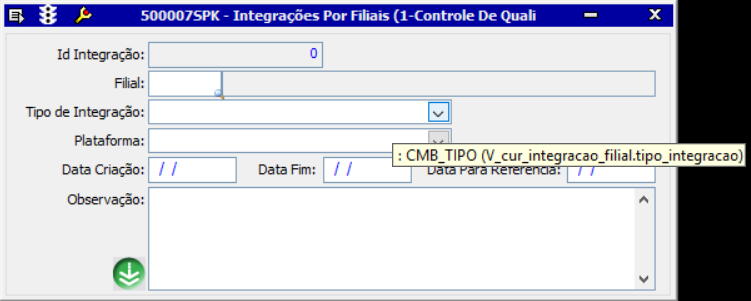 500007SPK - Integrações Por Filiais (1-Controle De Quali
Id Integração: 0
Filial:
Tipo de Integração:
Plataforma:
: CMB_TIPO (V_cur_integracao_filial.tipo_integracao)
Data Criação: / / Data Fim: / / Data Para Referencia: / /
Observação: